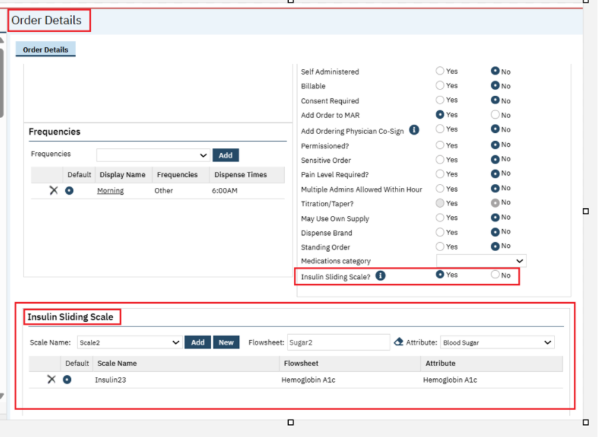 Order Details
Order Details
Self Administered Yes No
Billable Yes No
Consent Required Yes No
Add Order to MAR Yes No
Add Ordering Physician Co-Sign i Yes No
Permissioned? Yes No
Sensitive Order Yes No
Pain Level Required? Yes No
Multiple Admins Allowed Within Hour Yes No
Titration/Taper? Yes No
May Use Own Supply Yes No
Dispense Brand Yes No
Standing Order Yes No
Medications category
Insulin Sliding Scale? i Yes No
Frequencies
Frequencies Add
Default Display Name Frequencies Dispense Times
Morning Other 6:00AM
Insulin Sliding Scale
Scale Name: Scale2 Add New Flowsheet: Sugar2 Attribute: Blood Sugar
Default Scale Name Flowsheet Attribute
Insulin23 Hemoglobin A1c Hemoglobin A1c